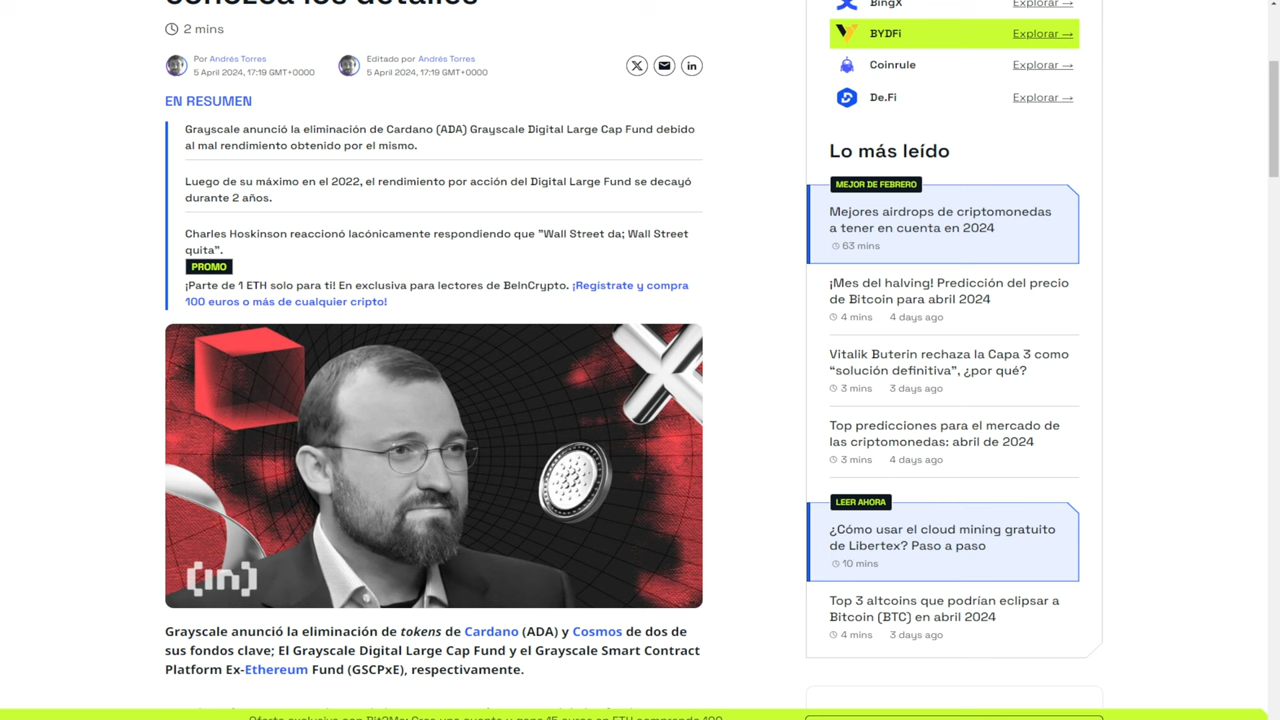 conozca los detalles
2 mins
Por Andrés Torres
5 April 2024, 17:19 GMT+0000
Editado por Andrés Torres
5 April 2024, 17:19 GMT+0000
EN RESUMEN
Grayscale anunció la eliminación de Cardano (ADA) Grayscale Digital Large Cap Fund debido
al mal rendimiento obtenido por el mismo.
Luego de su máximo en el 2022, el rendimiento por acción del Digital Large Fund se decayó
durante 2 años.
Charles Hoskinson reaccionó lacónicamente respondiendo que "Wall Street da; Wall Street
quita".
PROMO
¡Parte de 1 ETH solo para ti! En exclusiva para lectores de BeInCrypto. ¡Regístrate y compra
100 euros o más de cualquier cripto!
[in]
Grayscale anunció la eliminación de tokens de Cardano (ADA) y Cosmos de dos de
sus fondos clave; El Grayscale Digital Large Cap Fund y el Grayscale Smart Contract
Platform Ex-Ethereum Fund (GSCPxE), respectivamente.
BingX Explorar →
BYDFi Explorar →
Coinrule Explorar →
De.Fi Explorar →
Lo más leído
MEJOR DE FEBRERO
Mejores airdrops de criptomonedas
a tener en cuenta en 2024
63 mins
¡Mes del halving! Predicción del precio
de Bitcoin para abril 2024
4 mins 4 days ago
Vitalik Buterin rechaza la Capa 3 como
“solución definitiva”, ¿por qué?
3 mins 3 days ago
Top predicciones para el mercado de
las criptomonedas: abril de 2024
3 mins 4 days ago
LEER AHORA
¿Cómo usar el cloud mining gratuito
de Libertex? Paso a paso
10 mins
Top 3 altcoins que podrían eclipsar a
Bitcoin (BTC) en abril 2024
4 mins 3 days ago